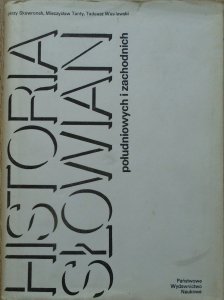 Jerzy Skowronek, Mieczysław Tanty, Tadeusz Wasilewski
HISTORIA
SŁOWIAN
południowych i zachodnich
Państwowe
Wydawnictwo
Naukowe